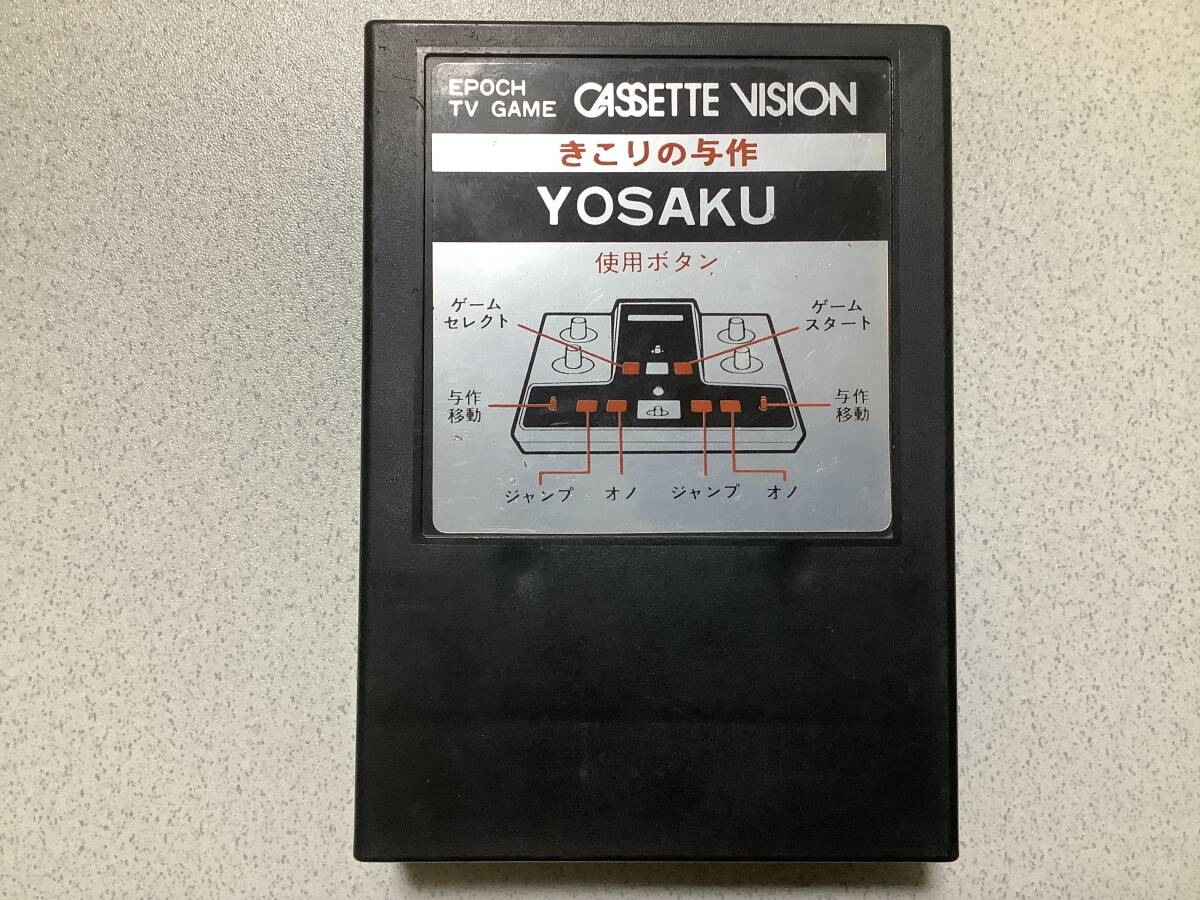 EPOCH
TV GAME
CASSETTE VISION
きこりの与作
YOSAKU
使用ボタン
ゲーム
セレクト
ゲーム
スタート
与作
移動
与作
移動
ジャンプ オノ ジャンプ オノ